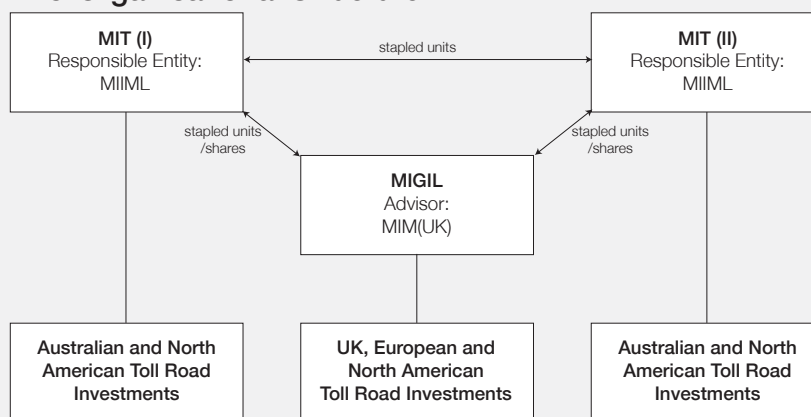 MIT (I)
Responsible Entity:
MIIML
stapled units
MIT (II)
Responsible Entity:
MIIML
stapled units
/shares
stapled units
/shares
MIGIL
Advisor:
MIM(UK)
Australian and North
American Toll Road
Investments
UK, European and
North American
Toll Road Investments
Australian and North
American Toll Road
Investments